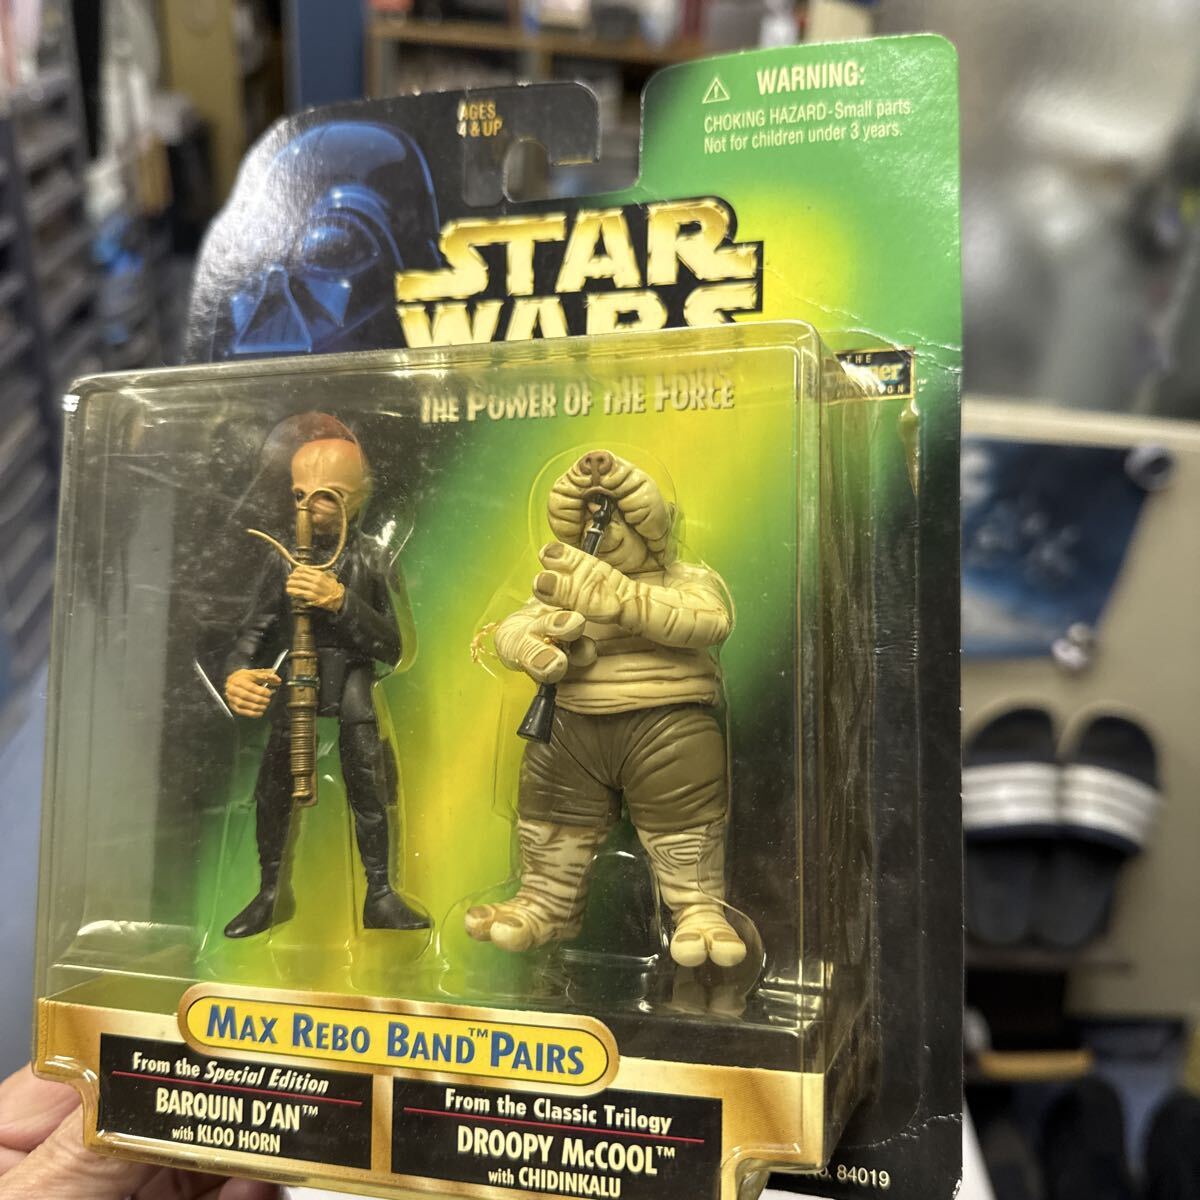 AGES
4 & UP
WARNING:
CHOKING HAZARD-Small parts.
Not for children under 3 years.
STAR
WARS
THE POWER OF THE FORCE
THE
MAX REBO BAND™ PAIRS
From the Special Edition
BARQUIN D'AN™
with KLOO HORN
From the Classic Trilogy
DROOPY McCOOL™
with CHIDINKALU
No. 84019